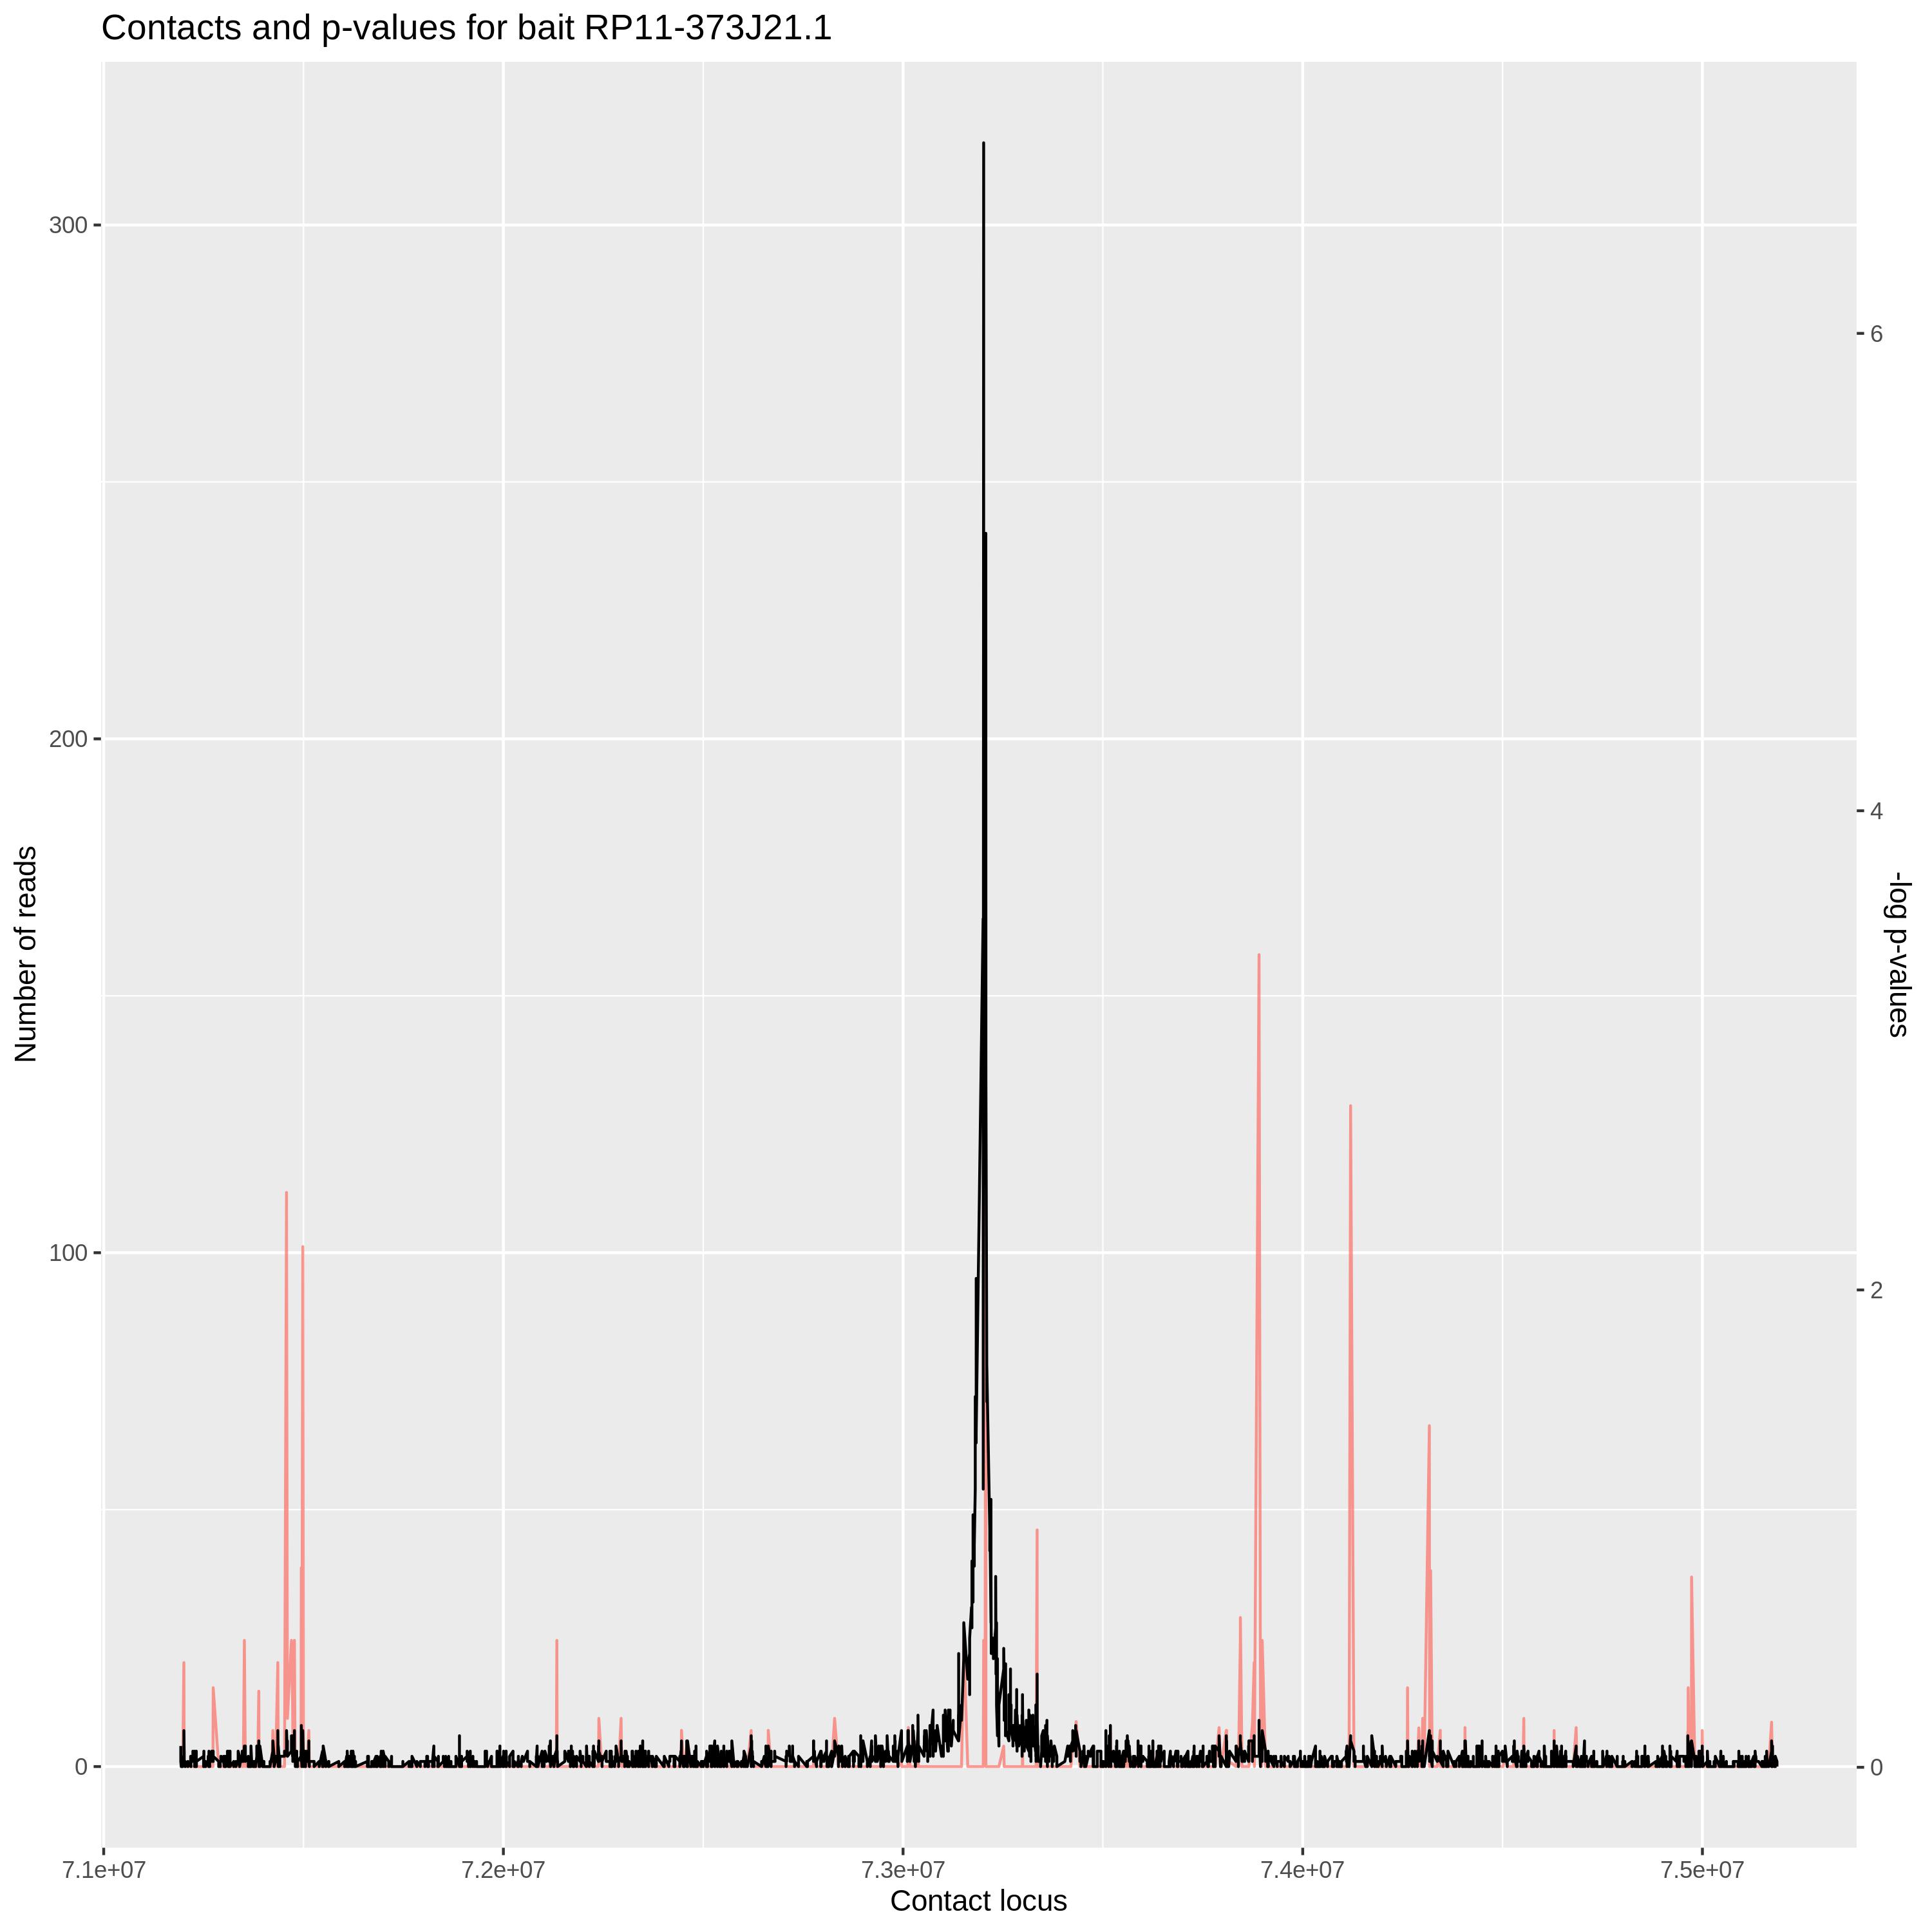 Contacts and p-values for bait RP11-373J21.1
Number of reads
300
200
100
0
-log p-values
6
4
2
0
7.1e+07 7.2e+07 7.3e+07 7.4e+07 7.5e+07
Contact locus